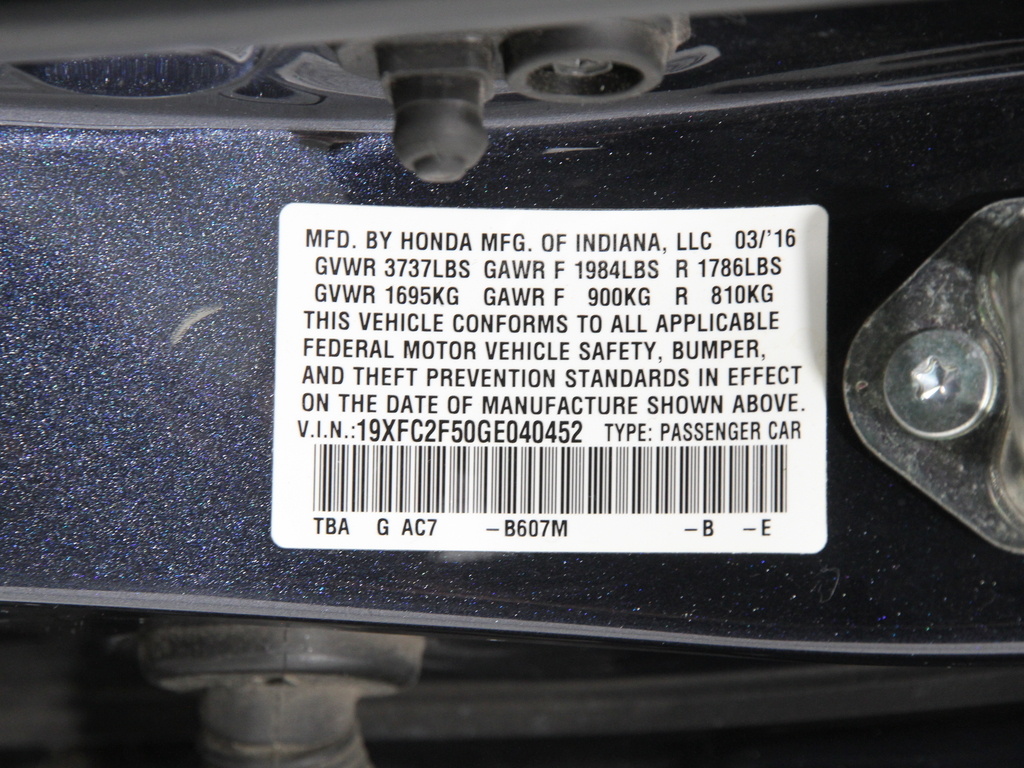 MFD. BY HONDA MFG. OF INDIANA, LLC 03/'16
GVWR 3737LBS GAWR F 1984LBS R 1786LBS
GVWR 1695KG GAWR F 900KG R 810KG
THIS VEHICLE CONFORMS TO ALL APPLICABLE
FEDERAL MOTOR VEHICLE SAFETY, BUMPER,
AND THEFT PREVENTION STANDARDS IN EFFECT
ON THE DATE OF MANUFACTURE SHOWN ABOVE.
V.I.N.:19XFC2F50GE040452 TYPE: PASSENGER CAR
TBA G AC7 –B607M –B –E